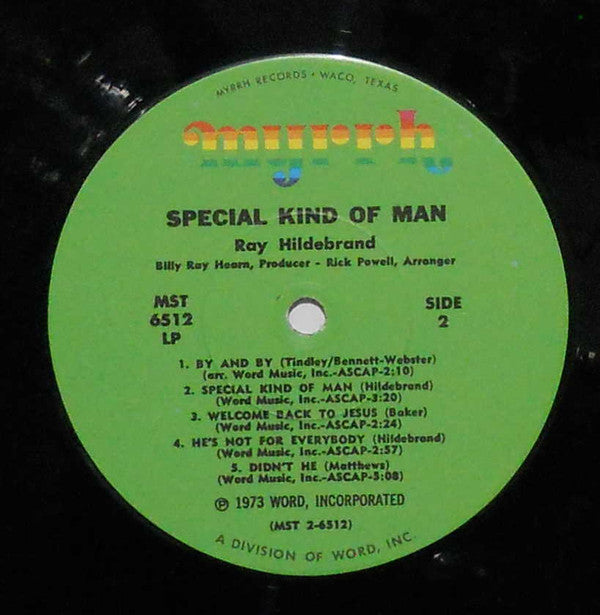 MYRRH RECORDS • WACO, TEXAS
myrrh
SPECIAL KIND OF MAN
Ray Hildebrand
Billy Ray Hearn, Producer - Rick Powell, Arranger
MST
6512
LP
SIDE
2
1. BY AND BY (Tindley/Bennett-Webster)
(arr. Word Music, Inc.-ASCAP-2:10)
2. SPECIAL KIND OF MAN (Hildebrand)
(Word Music, Inc.-ASCAP-3:20)
3. WELCOME BACK TO JESUS (Baker)
(Word Music, Inc.-ASCAP-2:24)
4. HE'S NOT FOR EVERYBODY (Hildebrand)
(Word Music, Inc.-ASCAP-2:57)
5. DIDN'T HE (Matthews)
(Word Music, Inc.-ASCAP-5:08)
℗ 1973 WORD, INCORPORATED
(MST 2-6512)
A DIVISION OF WORD, INC.